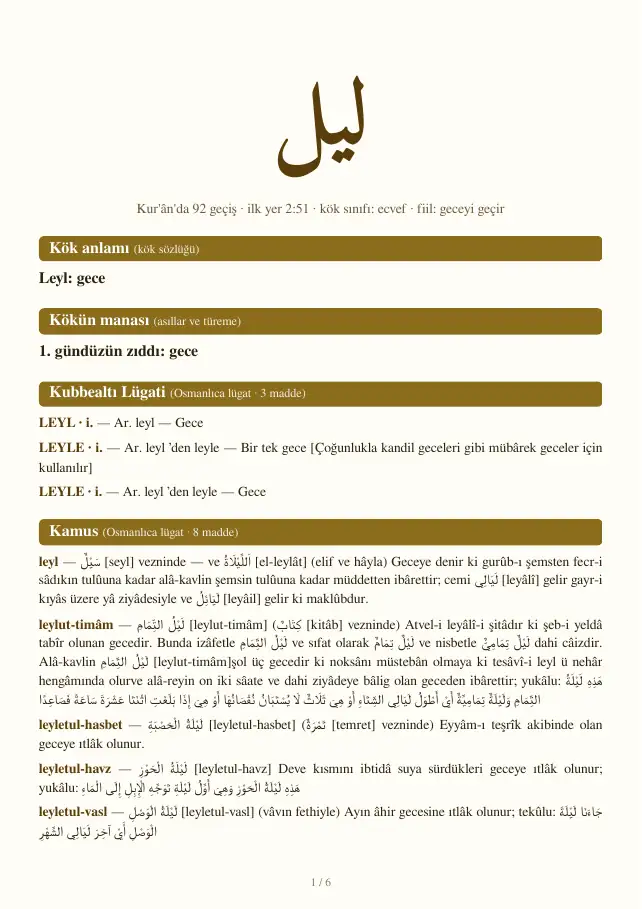 ليل
Kur'ân'da 92 geçiş · ilk yer 2:51 · kök sınıfı: ecvef · fiil: geceyi geçir
Kök anlamı (kök sözlüğü)
Leyl: gece
Kökün manası (asıllar ve türeme)
1. gündüzün zıddı: gece
Kubbealtı Lügati (Osmanlıca lügat · 3 madde)
LEYL · i. — Ar. leyl — Gece
LEYLE · i. — Ar. leyl ’den leyle — Bir tek gece [Çoğunlukla kandil geceleri gibi mübârek geceler için
kullanılır]
LEYLE · i. — Ar. leyl ’den leyle — Gece
Kamus (Osmanlıca lügat · 8 madde)
leyl — سَيْلٌ [seyl] vezninde — ve اَللَّيْلَاةُ [el-leylât] (elif ve hâyla) Geceye denir ki gurûb-ı şemsten fecr-i
sâdıkın tulûuna kadar alâ-kavlin şemsin tulûuna kadar müddetten ibârettir; cemi لَيَالِي [leyâlî] gelir gayr-i
kıyâs üzere yâ ziyâdesiyle ve لَيَائِلُ [leyâil] gelir ki maklûbdur.
leylut-timâm — لَيْلُ التَّمَامِ [leylut-timâm] (كِتَابٌ [kitâb] vezninde) Atvel-i leyâlî-i şitâdır ki şeb-i yeldâ
tabîr olunan gecedir. Bunda izâfetle لَيْلُ التَّمَامِ ve sıfat olarak لَيْلٌ تِمَامٌ ve nisbetle لَيْلٌ تِمَامِيٌّ dahi câizdir.
Alâ-kavlin لَيْلُ التَّمَامِ [leylut-timâm]şol üç gecedir ki noksânı müstebân olmaya ki tesâvî-i leyl ü nehâr
hengâmında olurve alâ-reyin on iki sâate ve dahi ziyâdeye bâlig olan geceden ibârettir; yukâlu: هَذِهِ لَيْلَةُ
التَّمَامِ وَلَيْلَةٌ تِمَامِيَّةٌ أَيْ أَطْوَلُ لَيَالِي الشِّتَاءِ أَوْ هِيَ ثَلَاثٌ لَا يُسْتَبَانُ نُقْصَانُهَا أَوْ هِيَ إِذَا بَلَغَتِ اثْنَتَا عَشْرَةَ سَاعَةً فَصَاعِدًا
leyletul-hasbet — لَيْلَةُ الْحَصْبَةِ [leyletul-hasbet] (تَمْرَةٌ [temret] vezninde) Eyyâm-ı teşrîk akibinde olan
geceye ıtlâk olunur.
leyletul-havz — لَيْلَةُ الْحَوْزِ [leyletul-havz] Deve kısmını ibtidâ suya sürdükleri geceye ıtlâk olunur;
yukâlu: هَذِهِ لَيْلَةُ الْحَوْزِ وَهِيَ أَوَّلُ لَيْلَةٍ تَوَجَّهِ الْإِبِلِ إِلَى الْمَاءِ
leyletul-vasl — لَيْلَةُ الْوَصْلِ [leyletul-vasl] (vâvın fethiyle) Ayın âhir gecesine ıtlâk olunur; tekûlu: جَاءَنَا لَيْلَةَ
الْوَصْلِ أَيْ آخِرَ لَيَالِي الشَّهْرِ
1 / 6